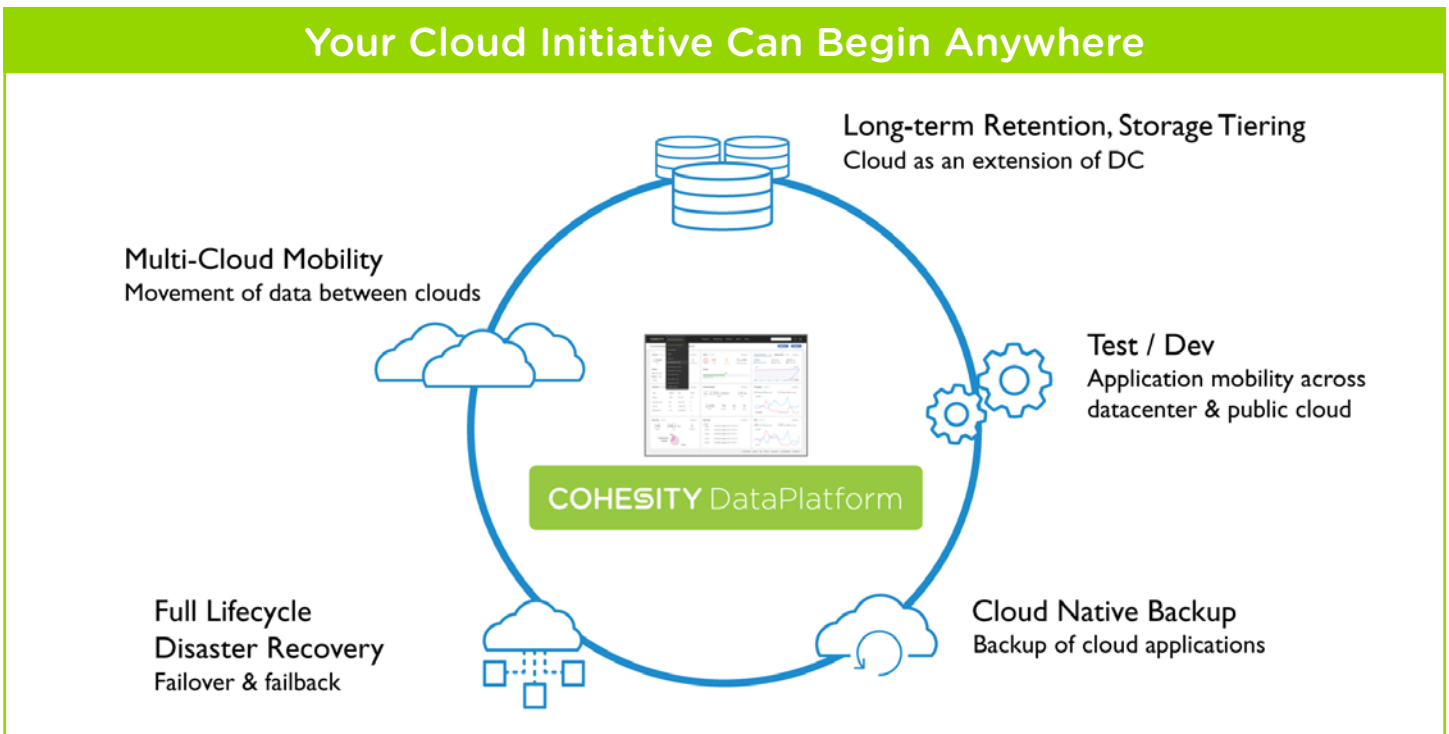 Your Cloud Initiative Can Begin Anywhere
Long-term Retention, Storage Tiering
Cloud as an extension of DC
Multi-Cloud Mobility
Movement of data between clouds
Test / Dev
Application mobility across
datacenter & public cloud
COHESITY DataPlatform
Full Lifecycle
Disaster Recovery
Failover & failback
Cloud Native Backup
Backup of cloud applications